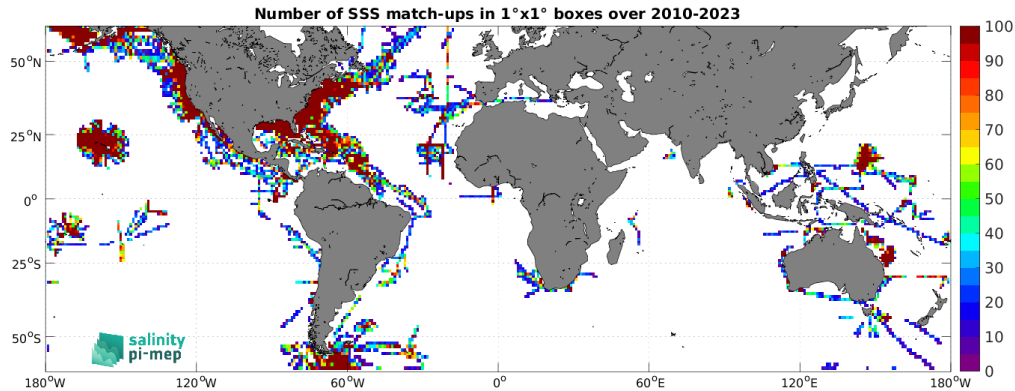 Number of SSS match-ups in 1°x1° boxes over 2010-2023
50°N
25°N
0°
25°S
50°S
180°W
120°W
60°W
0°
60°E
120°E
180°W
100
90
80
70
60
50
40
30
20
10
0
salinity
pi-mep